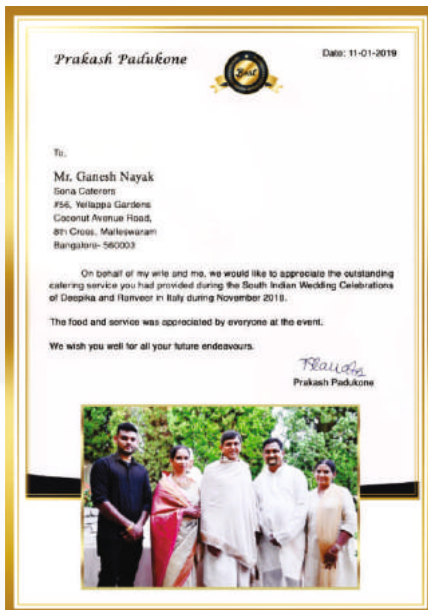 Prakash Padukone
Best
Date: 11-01-2019
To,
Mr. Ganesh Nayak
Sona Caterers
#56, Yellappa Gardens
Coconut Avenue Road,
8th Cross, Malleswaram
Bangalore- 560003
On behalf of my wife and me, we would like to appreciate the outstanding
catering service you had provided during the South Indian Wedding Celebrations
of Deepika and Ranveer in Italy during November 2018.
The food and service was appreciated by everyone at the event.
We wish you well for all your future endeavours.
Prakash Padukone